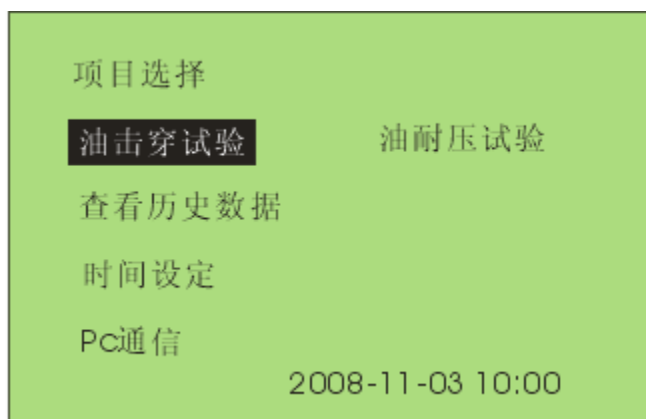 项目选择
油击穿试验 油耐压试验
查看历史数据
时间设定
Pc通信
2008-11-03 10:00